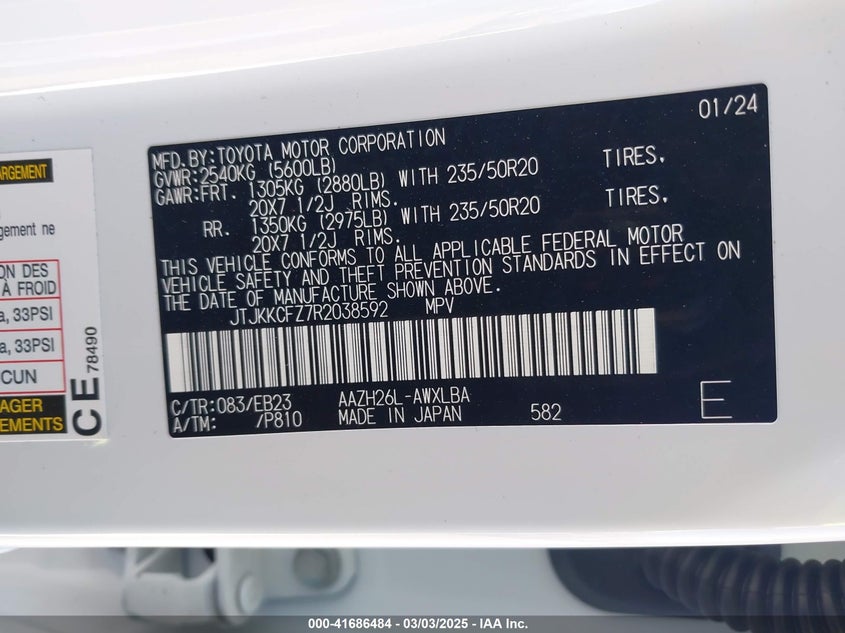 ARGEMENT
gement ne
ON DES
À FROID
a, 33PSI
a, 33PSI
CUN
AGER
EMENTS
CE 78490
01/24
MFD.BY:TOYOTA MOTOR CORPORATION
GVWR:2540KG (5600LB)
GAWR:FRT. 1305KG (2880LB) WITH 235/50R20 TIRES.
20X7 1/2J RIMS.
RR. 1350KG (2975LB) WITH 235/50R20 TIRES.
20X7 1/2J RIMS.
THIS VEHICLE CONFORMS TO ALL APPLICABLE FEDERAL MOTOR
VEHICLE SAFETY AND THEFT PREVENTION STANDARDS IN EFFECT ON
THE DATE OF MANUFACTURE SHOWN ABOVE.
JTJKKCFZ7R2038592 MPV
C/TR:083/EB23 AAZH26L-AWXLBA
A/TM: /P810 MADE IN JAPAN 582 E
000-41686484 | 03/03/2025 | IAA Inc.